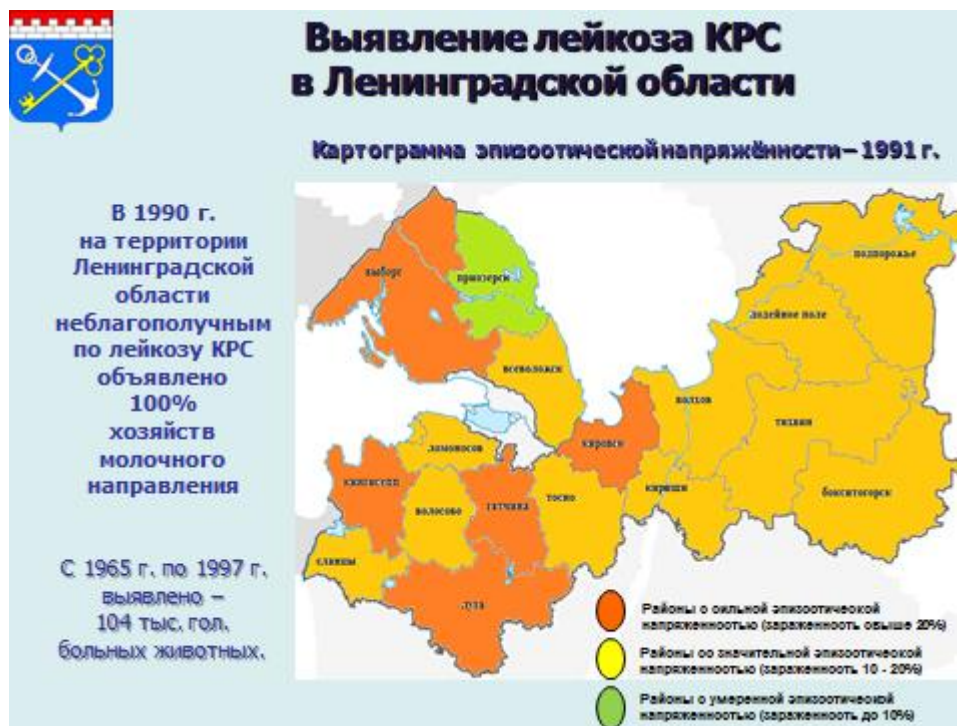 Выявление лейкоза КРС
в Ленинградской области
Картограмма эпизоотической напряжённости – 1991 г.
В 1990 г.
на территории
Ленинградской
области
неблагополучным
по лейкозу КРС
объявлено
100%
хозяйств
молочного
направления
С 1965 г. по 1997 г.
выявлено –
104 тыс. гол.
больных животных.
выборг
приозерск
всеволожск
подпорожье
лодейное поле
волхов
тихвин
кировск
ломоносов
кингисепп
волосово
гатчина
тосно
кириши
бокситогорск
сланцы
луга
Районы с сильной эпизоотической
напряженностью (зараженность свыше 20%)
Районы со значительной эпизоотической
напряженностью (зараженность 10 - 20%)
Районы с умеренной эпизоотической
напряженностью (зараженность до 10%)